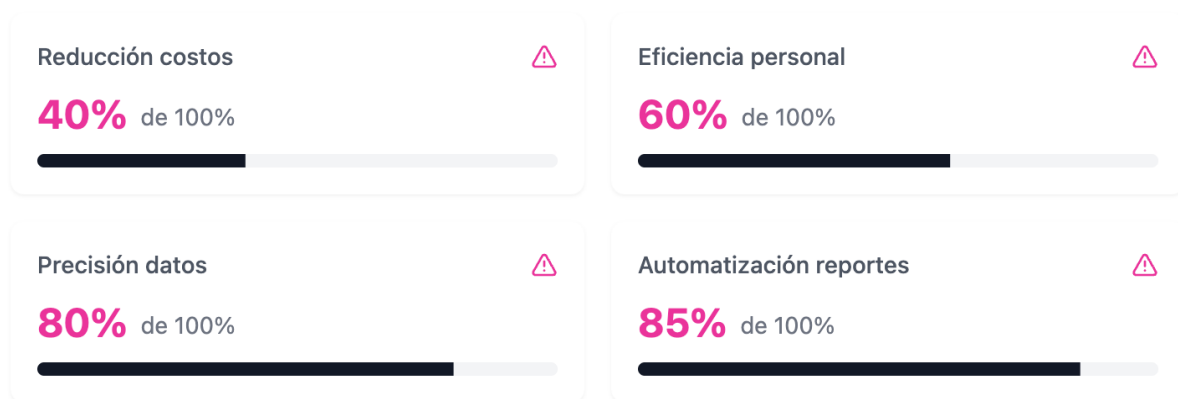 Reducción costos
40% de 100%
Eficiencia personal
60% de 100%
Precisión datos
80% de 100%
Automatización reportes
85% de 100%